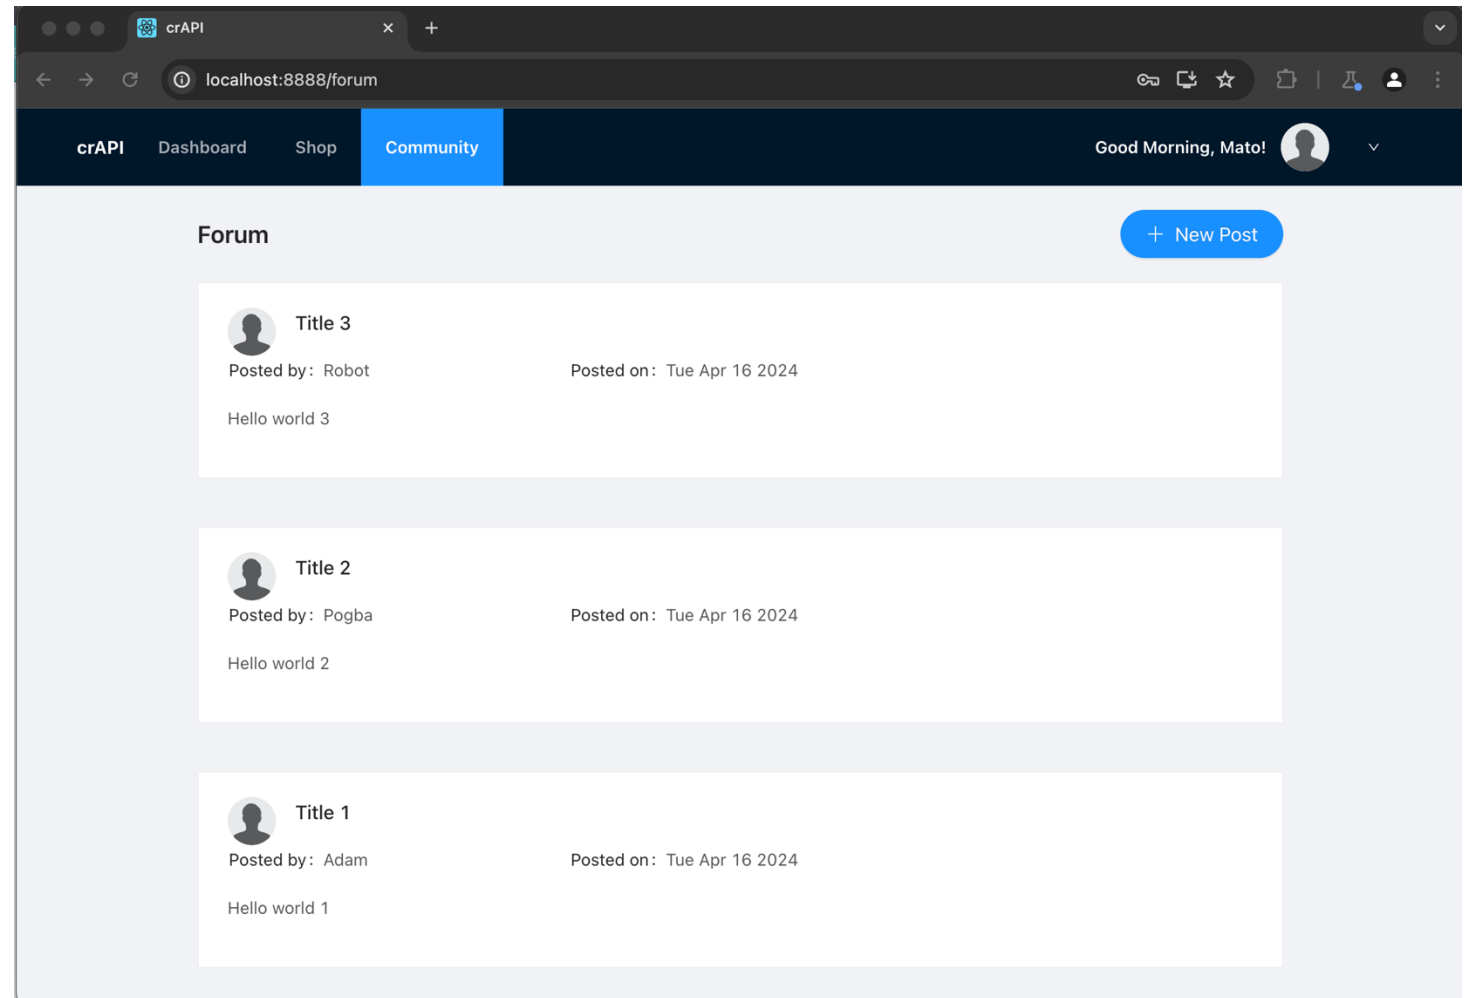 crAPI
localhost:8888/forum
crAPI Dashboard Shop Community Good Morning, Mato!
Forum + New Post
Title 3
Posted by: Robot Posted on: Tue Apr 16 2024
Hello world 3
Title 2
Posted by: Pogba Posted on: Tue Apr 16 2024
Hello world 2
Title 1
Posted by: Adam Posted on: Tue Apr 16 2024
Hello world 1